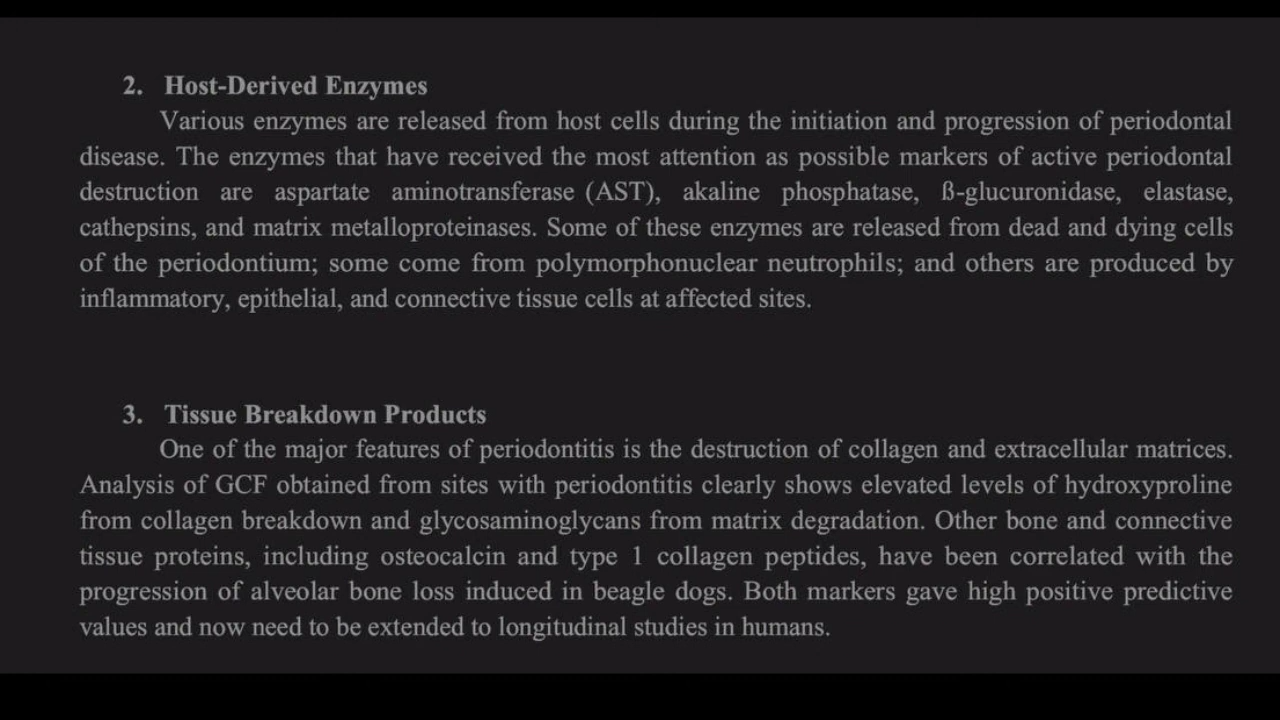 2. Host-Derived Enzymes
Various enzymes are released from host cells during the initiation and progression of periodontal
disease. The enzymes that have received the most attention as possible markers of active periodontal
destruction are aspartate aminotransferase (AST), akaline phosphatase, ß-glucuronidase, elastase,
cathepsins, and matrix metalloproteinases. Some of these enzymes are released from dead and dying cells
of the periodontium; some come from polymorphonuclear neutrophils; and others are produced by
inflammatory, epithelial, and connective tissue cells at affected sites.
3. Tissue Breakdown Products
One of the major features of periodontitis is the destruction of collagen and extracellular matrices.
Analysis of GCF obtained from sites with periodontitis clearly shows elevated levels of hydroxyproline
from collagen breakdown and glycosaminoglycans from matrix degradation. Other bone and connective
tissue proteins, including osteocalcin and type 1 collagen peptides, have been correlated with the
progression of alveolar bone loss induced in beagle dogs. Both markers gave high positive predictive
values and now need to be extended to longitudinal studies in humans.